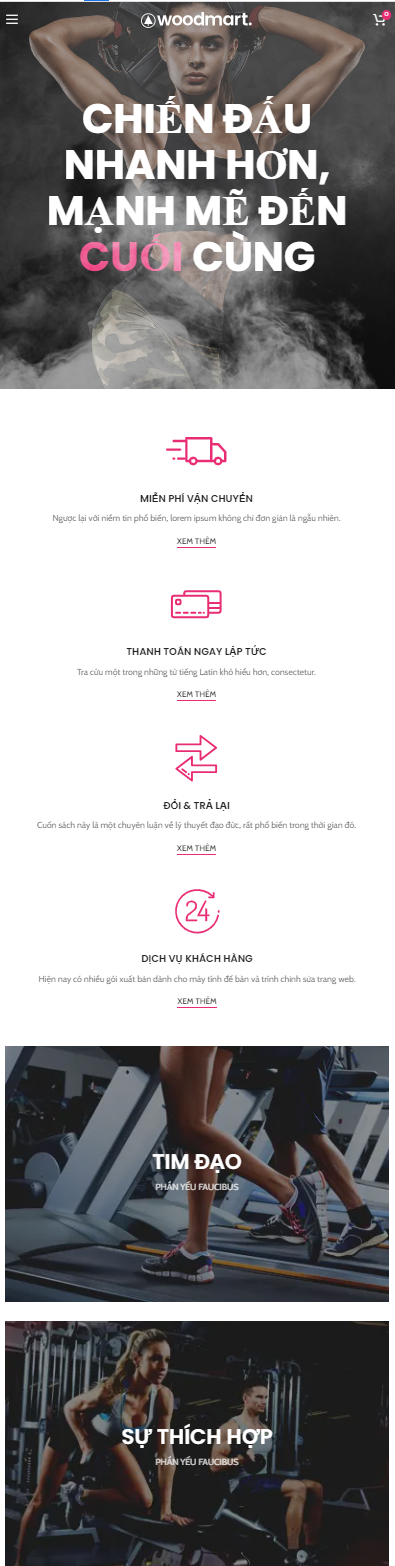 woodmart.
0
CHIẾN ĐẤU
NHANH HƠN,
MẠNH MẼ ĐẾN
CUỐI CÙNG
MIỄN PHÍ VẬN CHUYỂN
Ngược lại với niềm tin phổ biến, lorem ipsum không chỉ đơn giản là ngẫu nhiên.
XEM THÊM
THANH TOÁN NGAY LẬP TỨC
Tra cứu một trong những từ tiếng Latin khó hiểu hơn, consectetur.
XEM THÊM
ĐỔI & TRẢ LẠI
Cuốn sách này là một chuyên luận về lý thuyết đạo đức, rất phổ biến trong thời gian đó.
XEM THÊM
24
DỊCH VỤ KHÁCH HÀNG
Hiện nay có nhiều gói xuất bản dành cho máy tính để bàn và trình chỉnh sửa trang web.
XEM THÊM
TIM ĐẠO
PHẦN YẾU FAUCIBUS
SỰ THÍCH HỢP
PHẦN YẾU FAUCIBUS